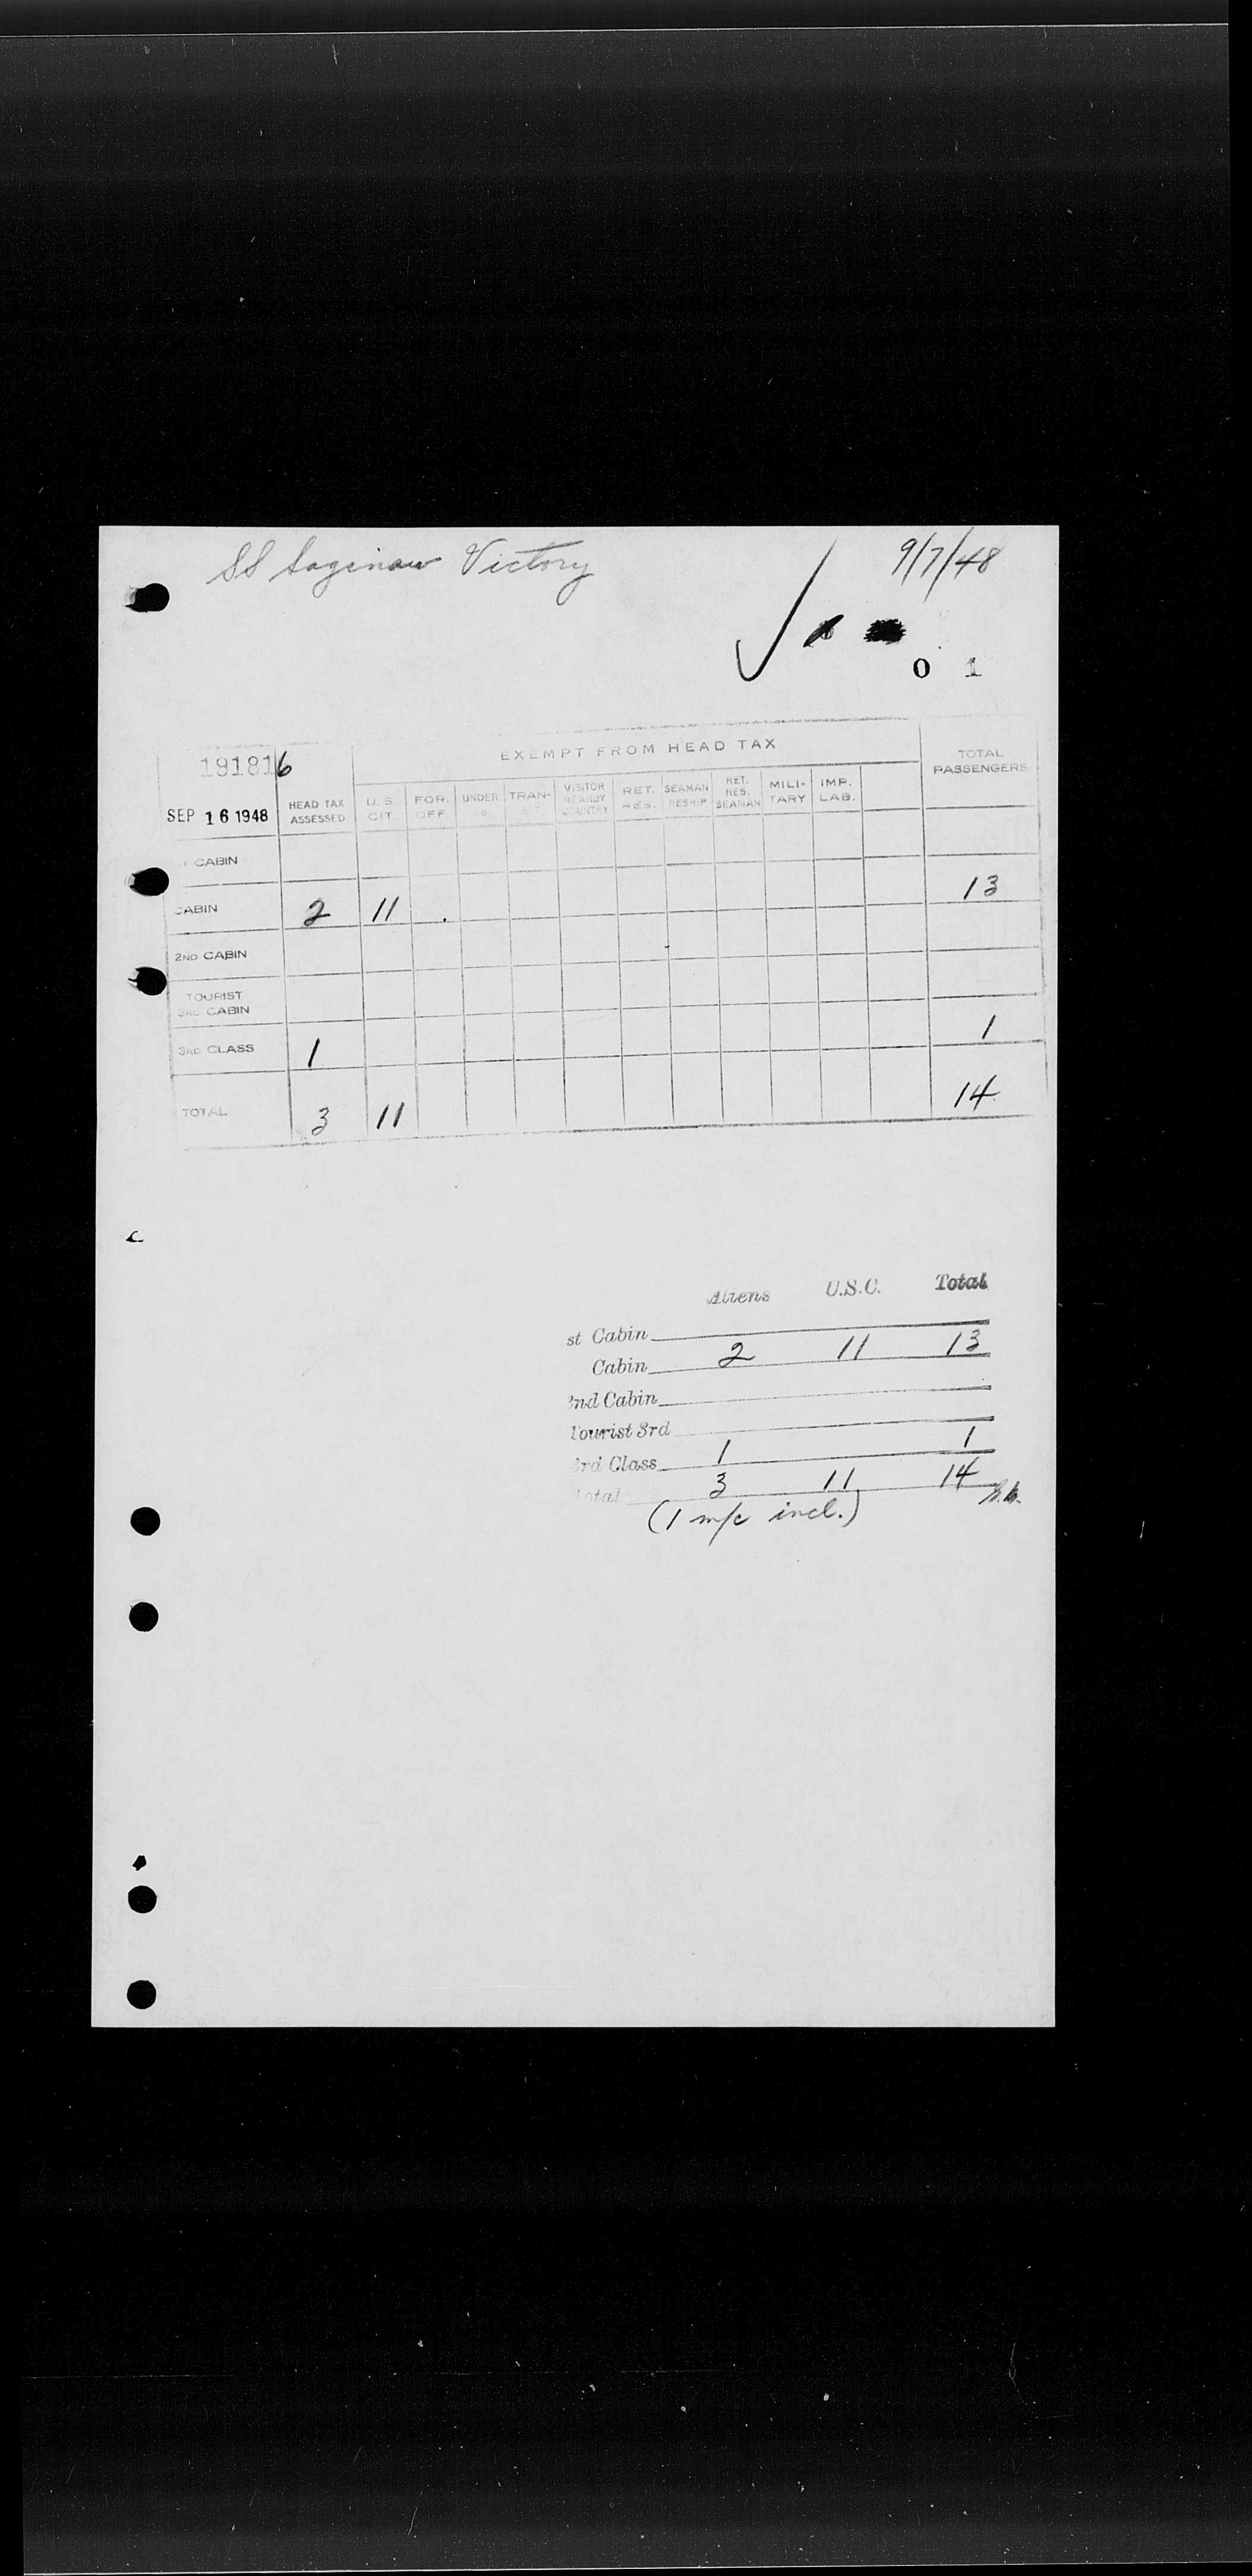 SS Saginaw Victory
9/7/48
0 1
191816
EXEMPT FROM HEAD TAX
TOTAL PASSENGERS
SEP 16 1948
HEAD TAX ASSESSED
U. S. CIT.
FOR. OFF.
UNDER 16
TRAN-SIT
VISITOR NEARBY COUNTRY
RET. RES.
SEAMAN RESHIP
RET. RES. SEAMAN
MILI-TARY
IMP. LAB.
CABIN
CABIN 2 11 13
2ND CABIN
TOURIST
3RD CABIN
3RD CLASS 1 1
TOTAL 3 11 14
Aliens U.S.C. Total
st Cabin
Cabin 2 11 13
2nd Cabin
Tourist 3rd
3rd Class 1 1
Total 3 11 14
(1 m/c incl.)